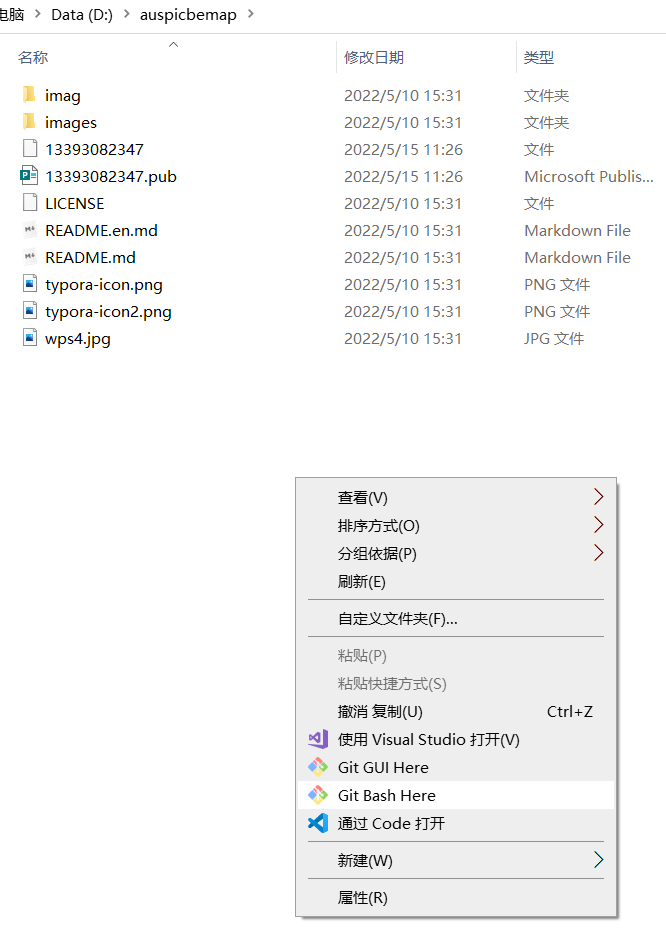 电脑 > Data (D:) > auspicbemap >
名称 修改日期 类型
imag 2022/5/10 15:31 文件夹
images 2022/5/10 15:31 文件夹
13393082347 2022/5/15 11:26 文件
13393082347.pub 2022/5/15 11:26 Microsoft Publis...
LICENSE 2022/5/10 15:31 文件
README.en.md 2022/5/10 15:31 Markdown File
README.md 2022/5/10 15:31 Markdown File
typora-icon.png 2022/5/10 15:31 PNG 文件
typora-icon2.png 2022/5/10 15:31 PNG 文件
wps4.jpg 2022/5/10 15:31 JPG 文件
查看(V)
排序方式(O)
分组依据(P)
刷新(E)
自定义文件夹(F)...
粘贴(P)
粘贴快捷方式(S)
撤消 复制(U) Ctrl+Z
使用 Visual Studio 打开(V)
Git GUI Here
Git Bash Here
通过 Code 打开
新建(W)
属性(R)